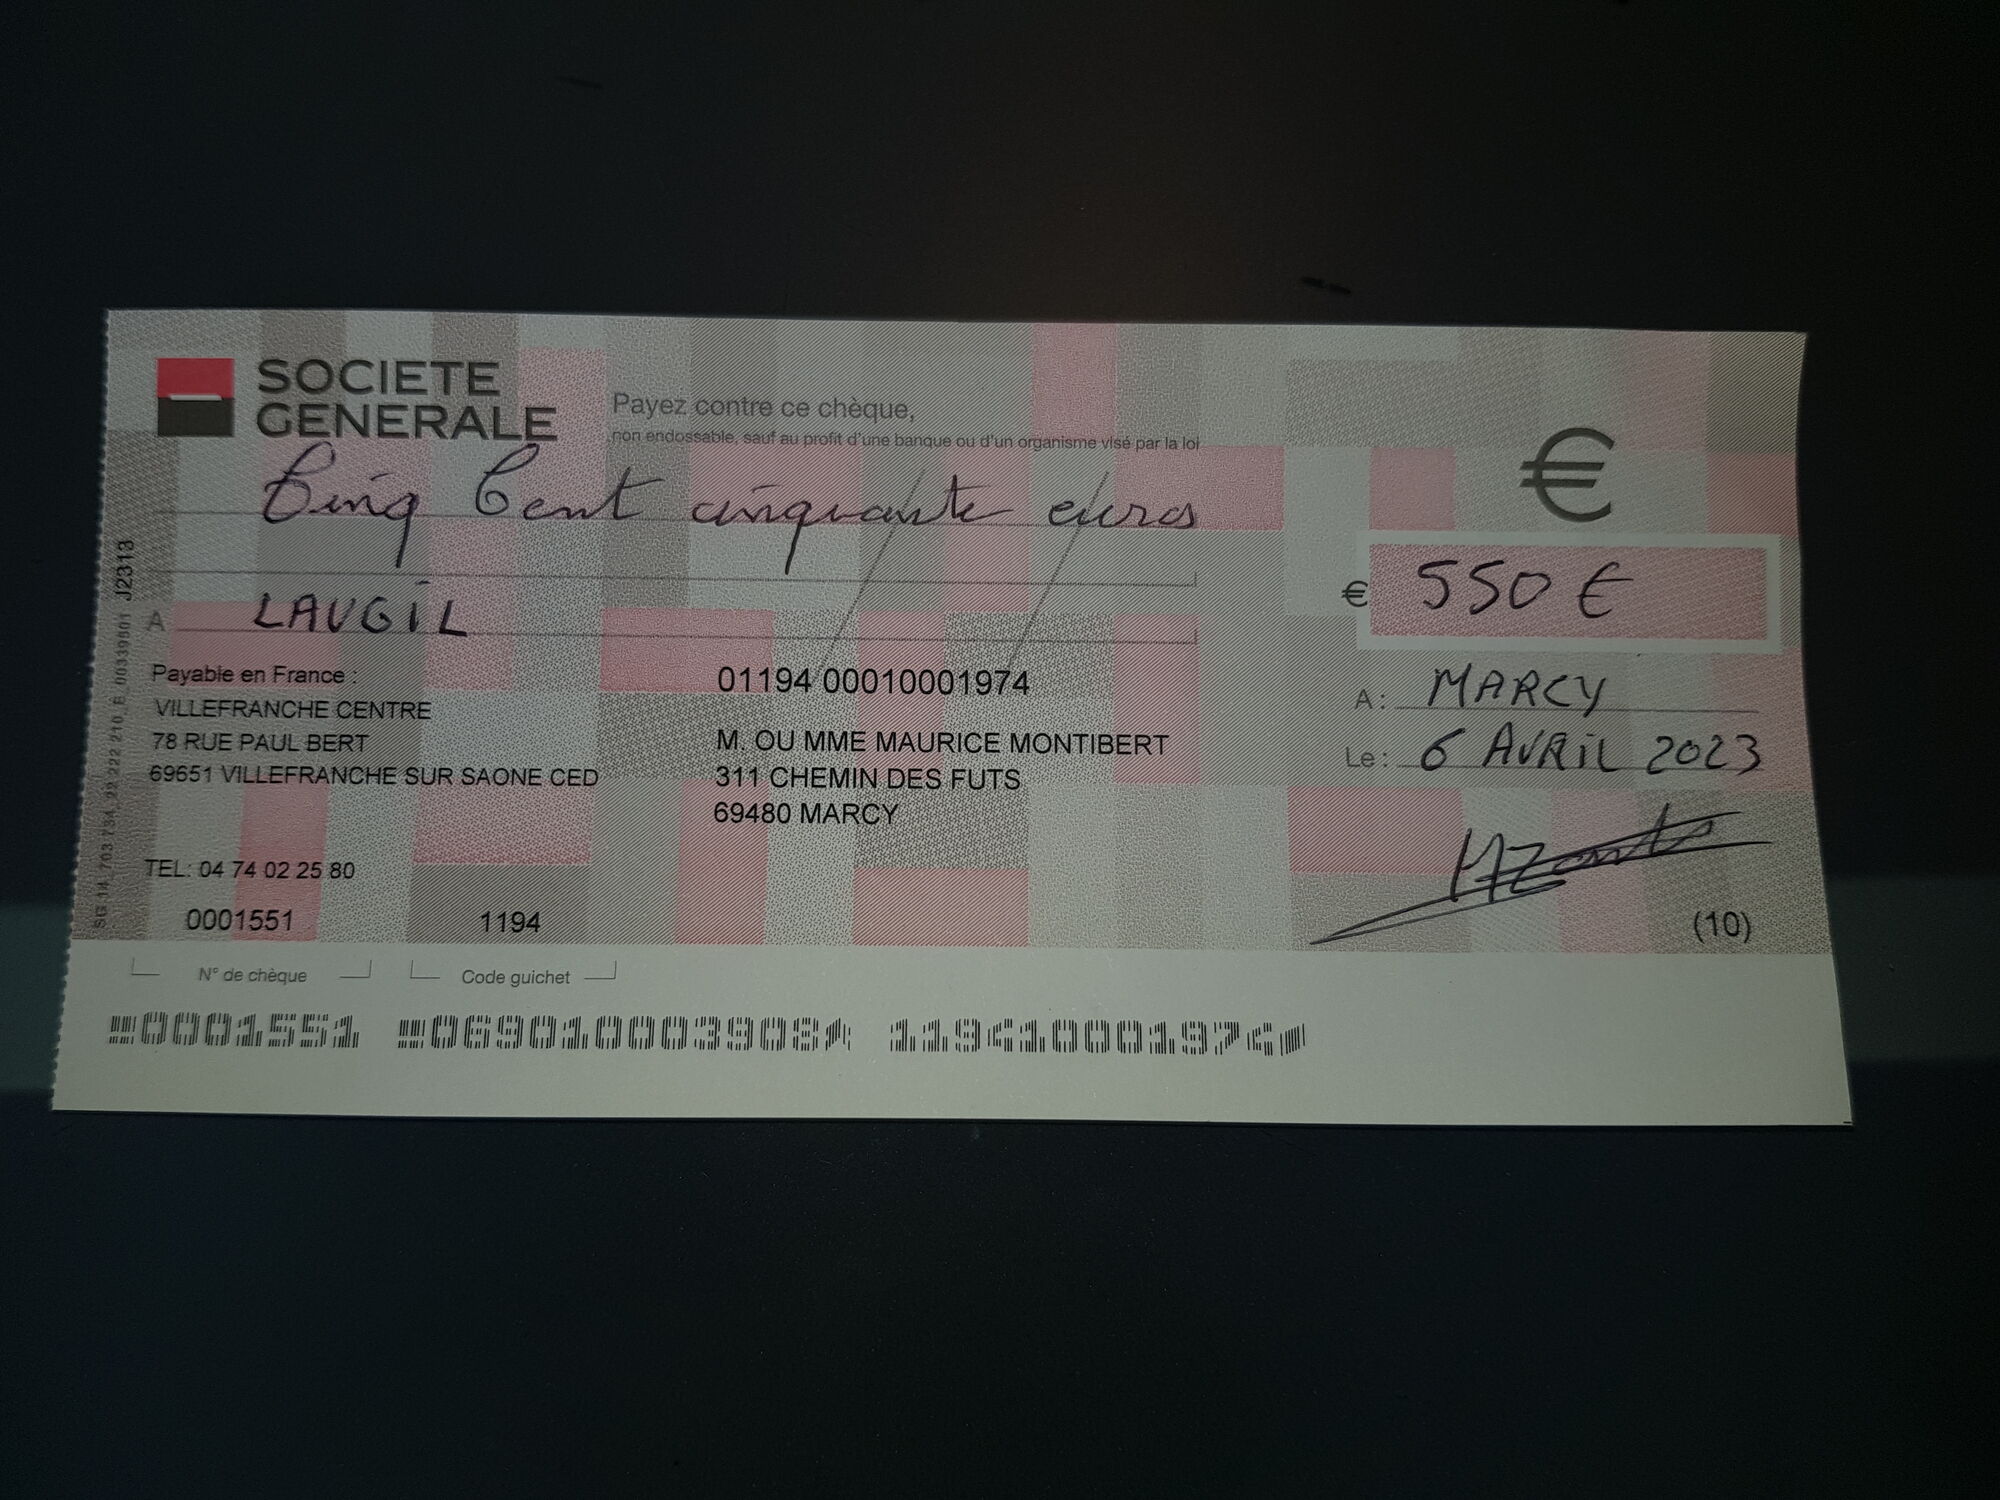 SOCIETE
GENERALE
Payez contre ce chèque,
non endossable, sauf au profit d'une banque ou d'un organisme visé par la loi
€
Cinq Cent cinquante euros
€ 550 €
A LAUGIL
Payable en France :
VILLEFRANCHE CENTRE
78 RUE PAUL BERT
69651 VILLEFRANCHE SUR SAONE CED
TEL: 04 74 02 25 80
01194 00010001974
M. OU MME MAURICE MONTIBERT
311 CHEMIN DES FUTS
69480 MARCY
A : MARCY
Le : 6 AVRIL 2023
(10)
0001551 1194
N° de chèque Code guichet
0001551 069010003908 119410001974
J2313